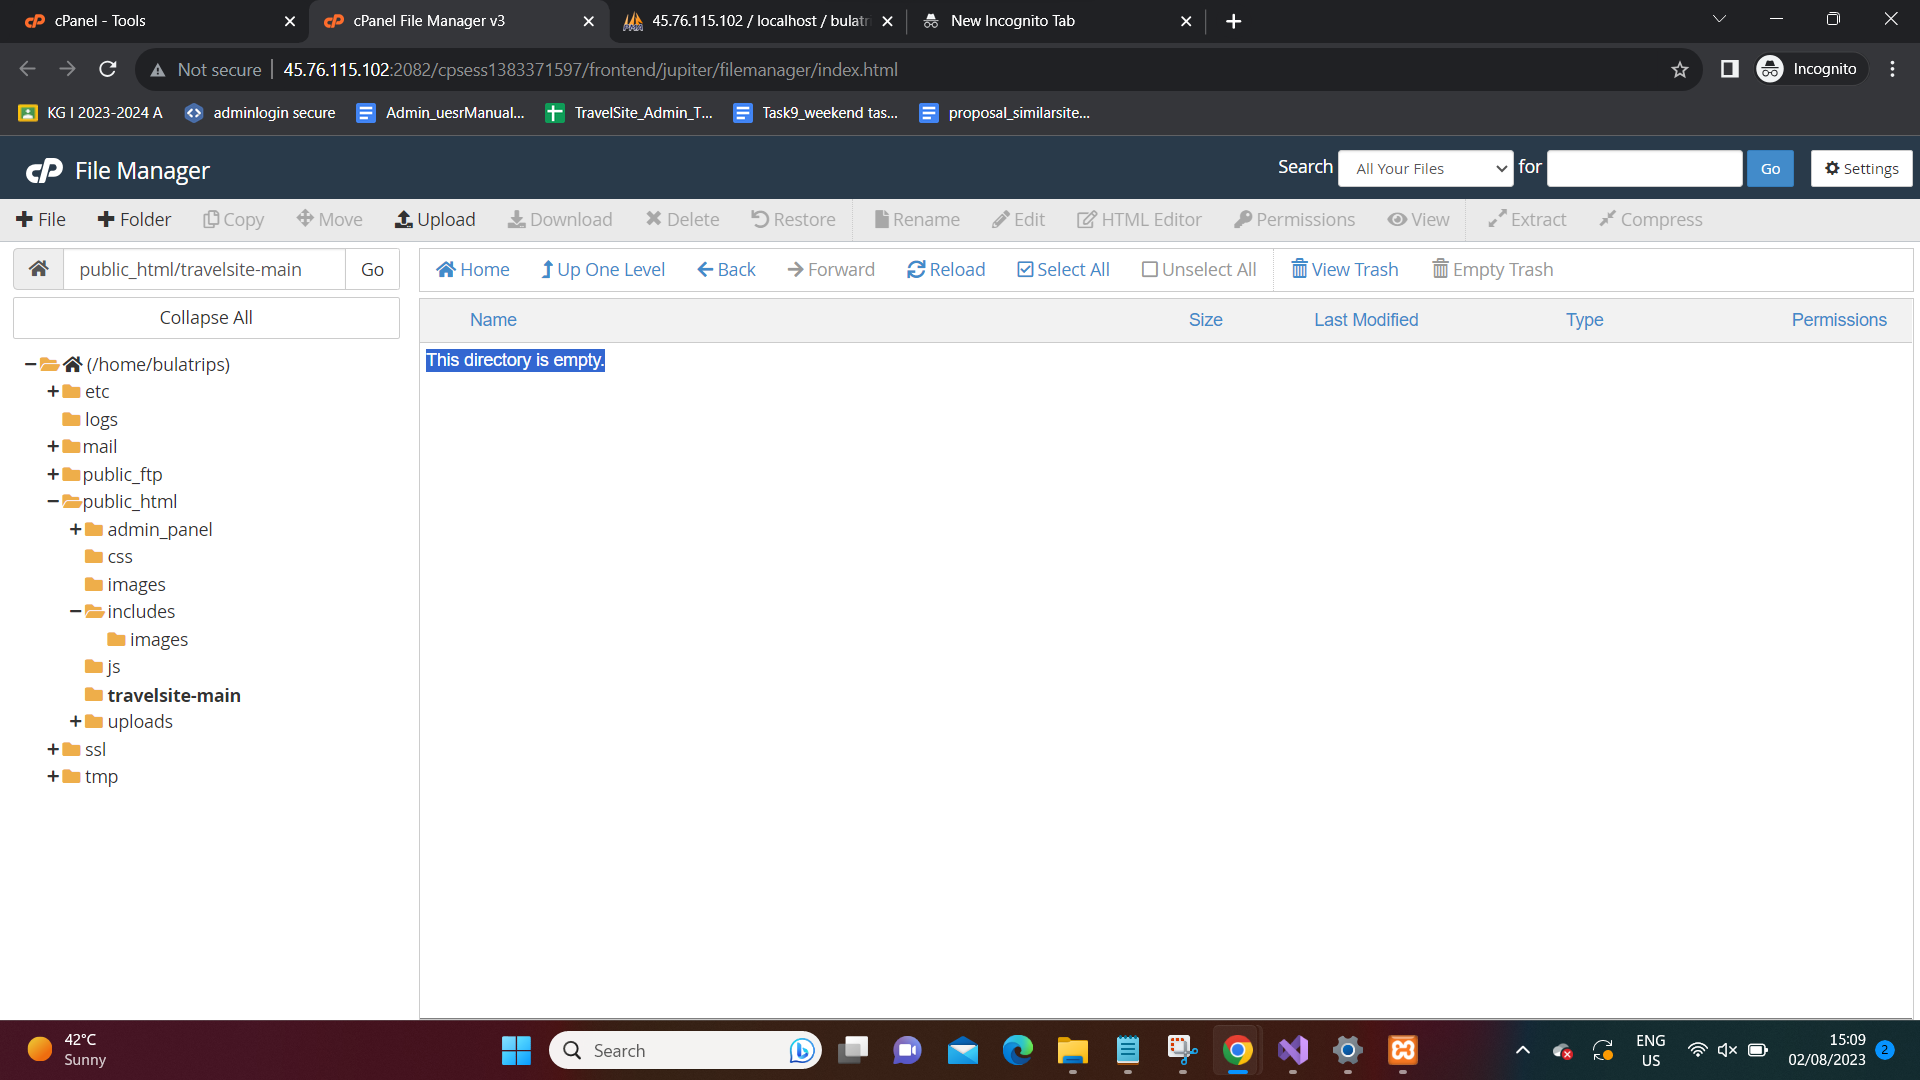 cPanel - Tools
cPanel File Manager v3
45.76.115.102 / localhost / bulatri
New Incognito Tab
Not secure
45.76.115.102:2082/cpsess1383371597/frontend/jupiter/filemanager/index.html
Incognito
KG I 2023-2024 A
adminlogin secure
Admin_uesrManual...
TravelSite_Admin_T...
Task9_weekend tas...
proposal_similarsite...
cP File Manager
Search All Your Files for Go Settings
File Folder Copy Move Upload Download Delete Restore Rename Edit HTML Editor Permissions View Extract Compress
public_html/travelsite-main Go
Home Up One Level Back Forward Reload Select All Unselect All View Trash Empty Trash
Collapse All
Name Size Last Modified Type Permissions
This directory is empty.
(/home/bulatrips)
etc
logs
mail
public_ftp
public_html
admin_panel
css
images
includes
images
js
travelsite-main
uploads
ssl
tmp
42°C
Sunny
Search
ENG
US
15:09
02/08/2023
2